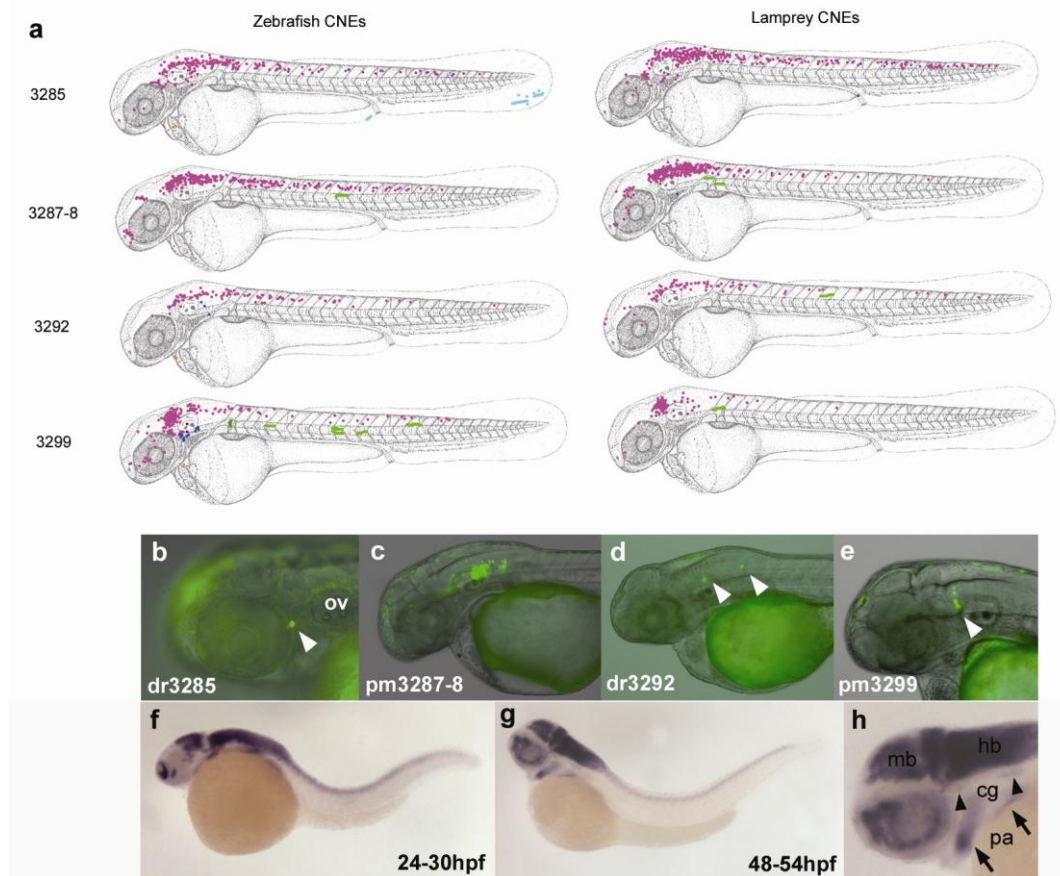 Zebrafish CNEs Lamprey CNEs
a
3285
3287-8
3292
3299
b c d e
ov
dr3285 pm3287-8 dr3292 pm3299
f g h
mb hb
cg
pa
24-30hpf 48-54hpf